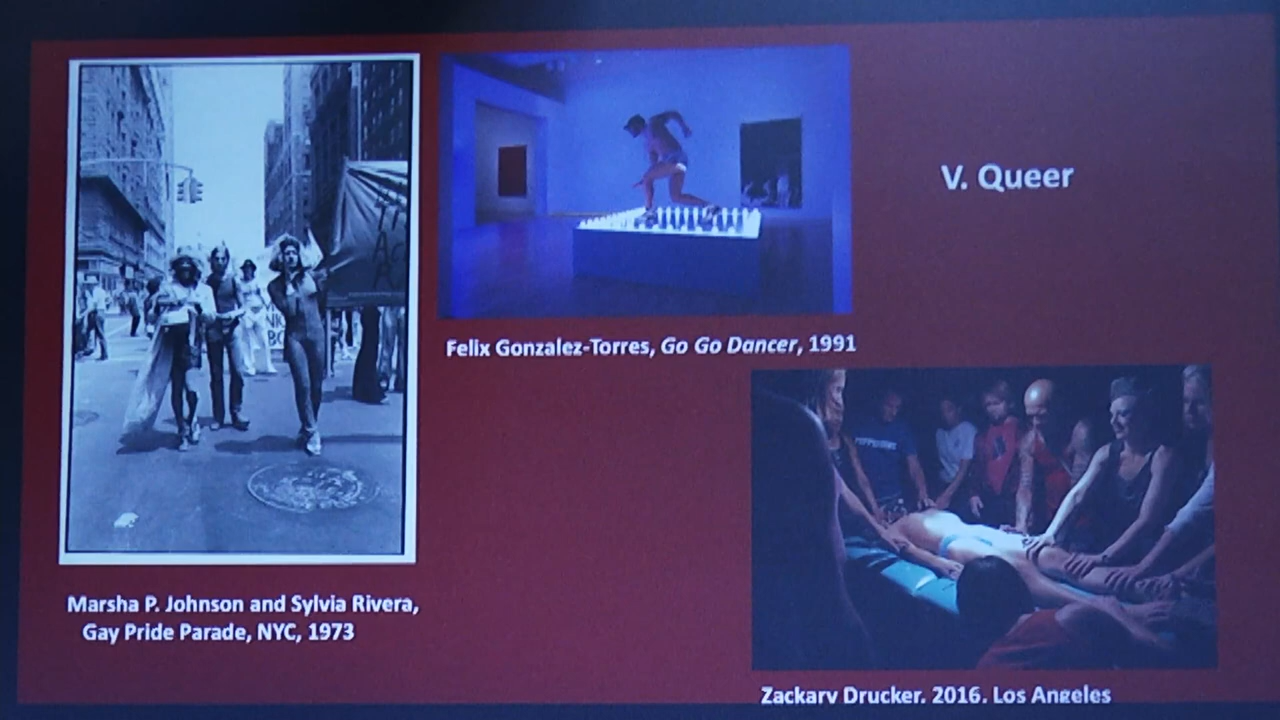 V. Queer
Felix Gonzalez-Torres, Go Go Dancer, 1991
Marsha P. Johnson and Sylvia Rivera,
Gay Pride Parade, NYC, 1973
Zackary Drucker, 2016, Los Angeles